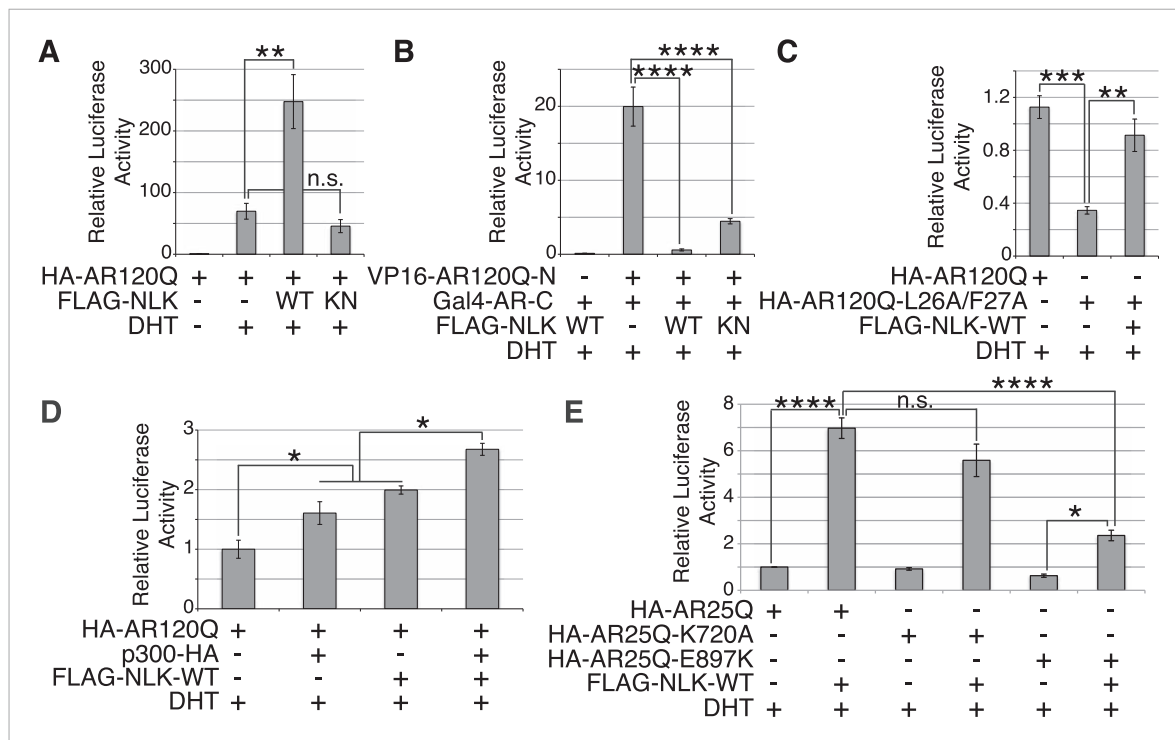 A
Relative Luciferase
Activity
300
200
100
0
**
n.s.
HA-AR120Q + + + +
FLAG-NLK - - WT KN
DHT - + + +
B
Relative Luciferase
Activity
20
10
0
****
****
VP16-AR120Q-N - + + +
Gal4-AR-C + + + +
FLAG-NLK WT - WT KN
DHT + + + +
C
Relative Luciferase
Activity
1.2
0.8
0.4
0
***
**
HA-AR120Q + - -
HA-AR120Q-L26A/F27A - + +
FLAG-NLK-WT - - +
DHT + + +
D
Relative Luciferase
Activity
3
2
1
0
*
*
HA-AR120Q + + + +
p300-HA - + - +
FLAG-NLK-WT - - + +
DHT + + + +
E
Relative Luciferase
Activity
8
6
4
2
0
****
n.s.
****
*
HA-AR25Q + + - - - -
HA-AR25Q-K720A - - + + - -
HA-AR25Q-E897K - - - - + +
FLAG-NLK-WT - + - + - +
DHT + + + + + +